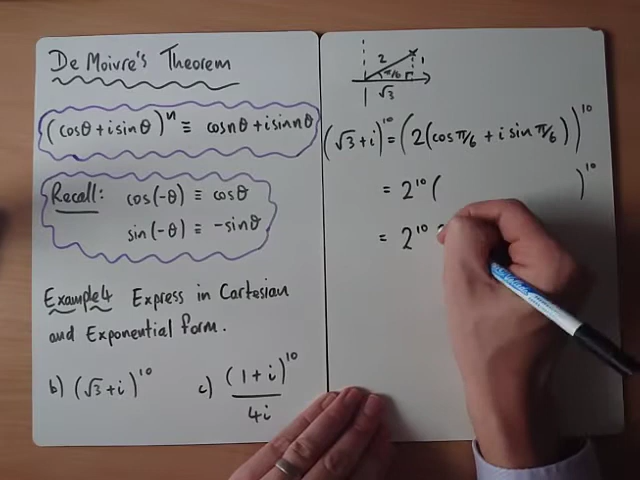 De Moivre's Theorem
(cosθ + isinθ)ⁿ ≡ cosnθ + isinnθ
Recall: cos(-θ) ≡ cosθ
sin(-θ) ≡ -sinθ
Example 4 Express in Cartesian
and Exponential form.
b) (√3 + i)¹⁰ c) (1 + i)¹⁰
4i
2 1
π/6
√3
(√3 + i)¹⁰ = (2(cos π/6 + i sin π/6))¹⁰
= 2¹⁰ ( )¹⁰
= 2¹⁰